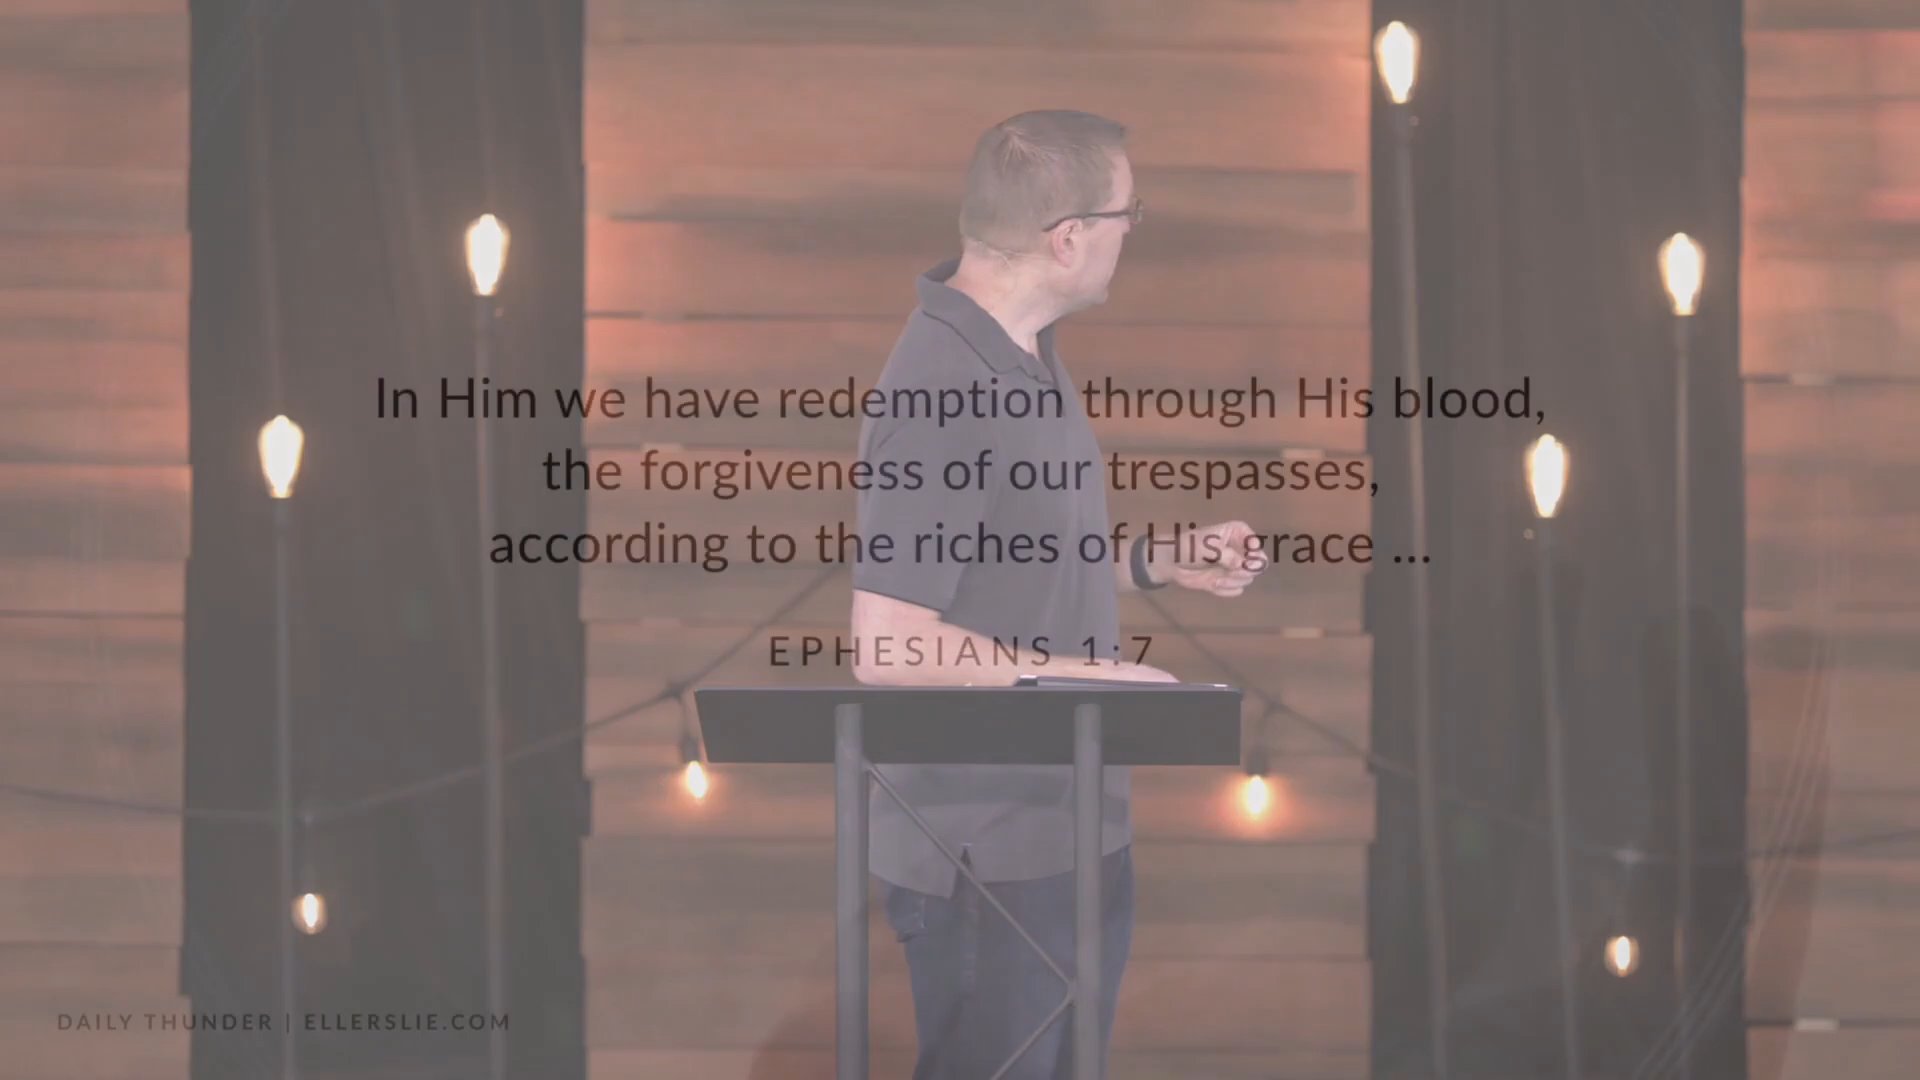 In Him we have redemption through His blood,
the forgiveness of our trespasses,
according to the riches of His grace ...
EPHESIANS 1:7
DAILY THUNDER | ELLERSLIE.COM